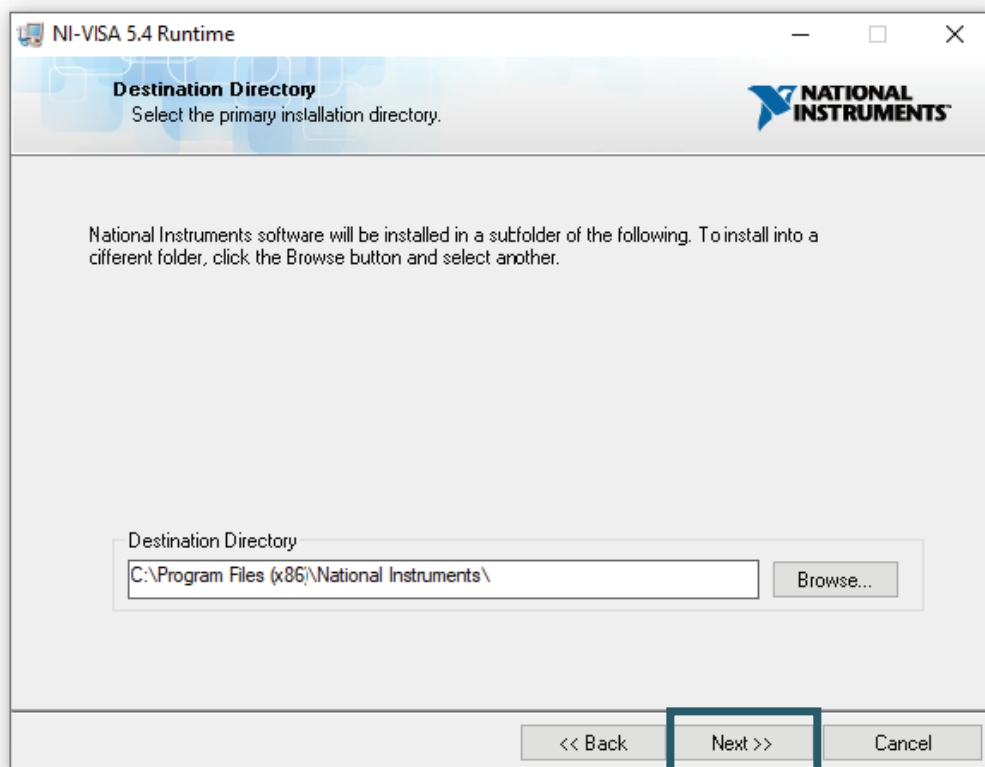 NI-VISA 5.4 Runtime
Destination Directory
Select the primary installation directory.
NATIONAL
INSTRUMENTS™
National Instruments software will be installed in a subfolder of the following. To install into a
different folder, click the Browse button and select another.
Destination Directory
C:\Program Files (x86)\National Instruments\
Browse...
<< Back
Next >>
Cancel